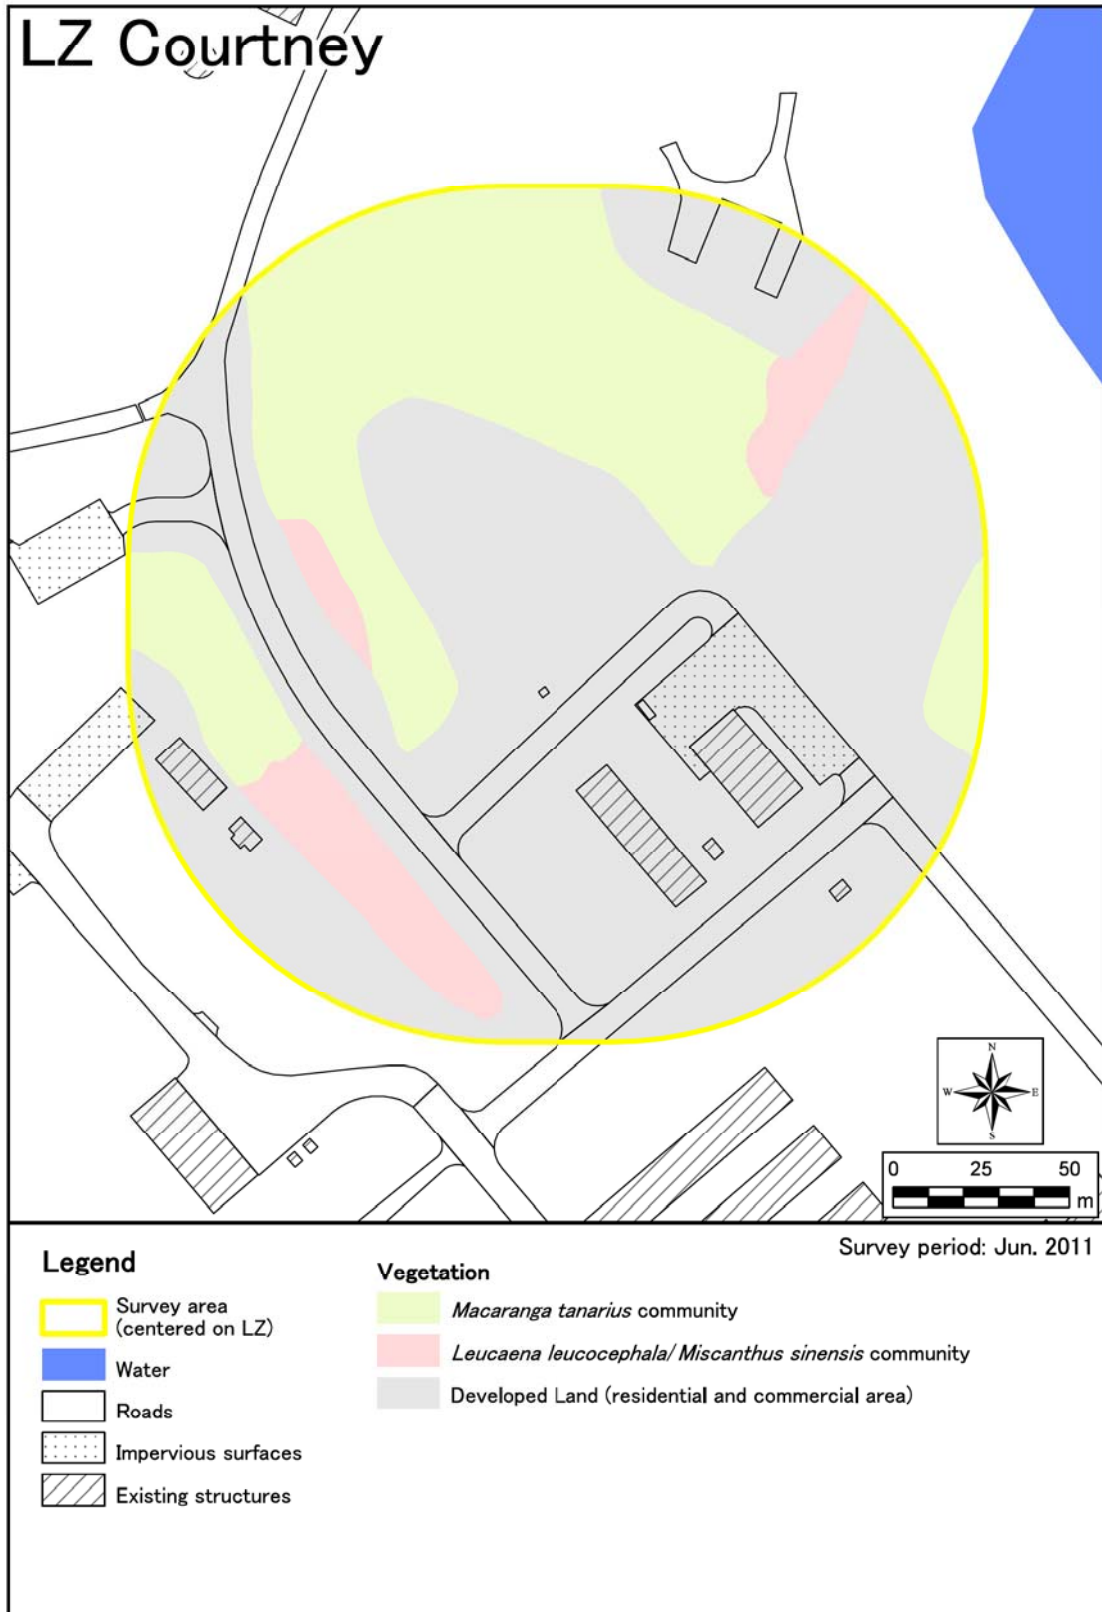 LZ Courtney
N
W E
S
0 25 50
m
Survey period: Jun. 2011
Legend
Survey area
(centered on LZ)
Water
Roads
Impervious surfaces
Existing structures
Vegetation
Macaranga tanarius community
Leucaena leucocephala/Miscanthus sinensis community
Developed Land (residential and commercial area)